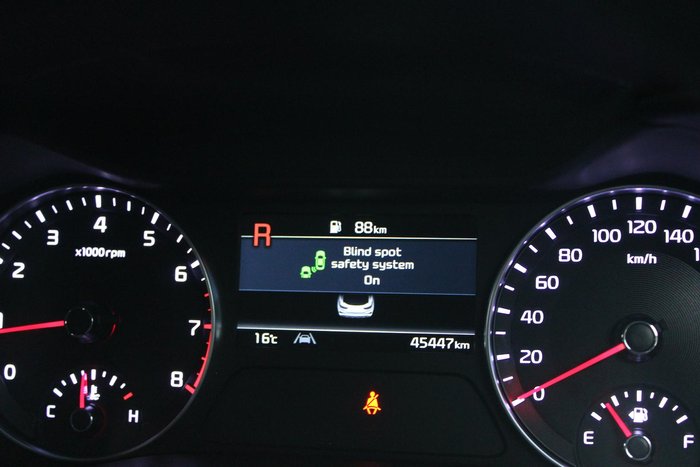 4
3
5
x1000rpm
2
6
7
0
8
C
H
R
88km
Blind spot
safety system
On
16℃
45447km
120
100
140
80
km/h
60
40
20
0
E
F